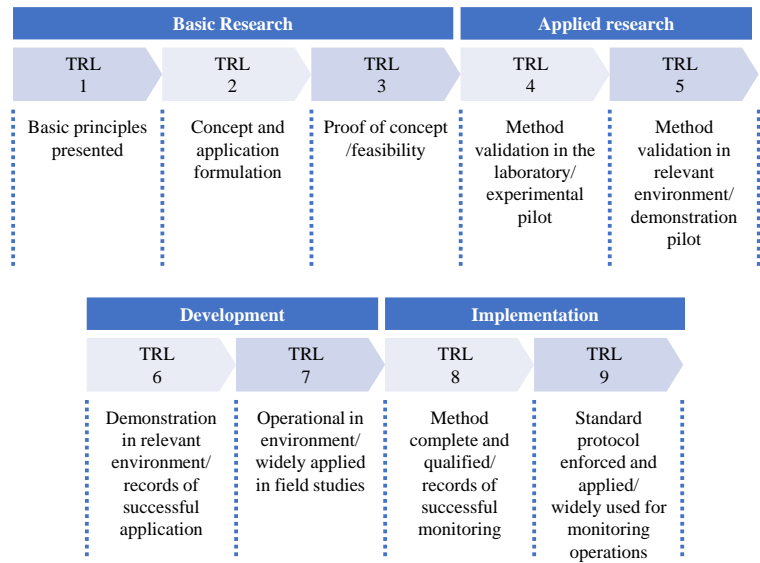 Basic Research
Applied research
TRL
1
TRL
2
TRL
3
TRL
4
TRL
5
Basic principles
presented
Concept and
application
formulation
Proof of concept
/feasibility
Method
validation in the
laboratory/
experimental
pilot
Method
validation in
relevant
environment/
demonstration
pilot
Development
Implementation
TRL
6
TRL
7
TRL
8
TRL
9
Demonstration
in relevant
environment/
records of
successful
application
Operational in
environment/
widely applied
in field studies
Method
complete and
qualified/
records of
successful
monitoring
Standard
protocol
enforced and
applied/
widely used for
monitoring
operations